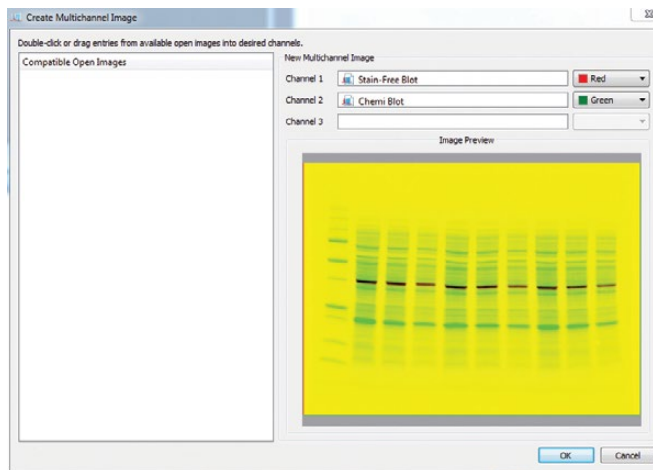 Create Multichannel Image
Double-click or drag entries from available open images into desired channels.
Compatible Open Images
New Multichannel Image
Channel 1 Stain-Free Blot Red
Channel 2 Chemi Blot Green
Channel 3
Image Preview
OK Cancel